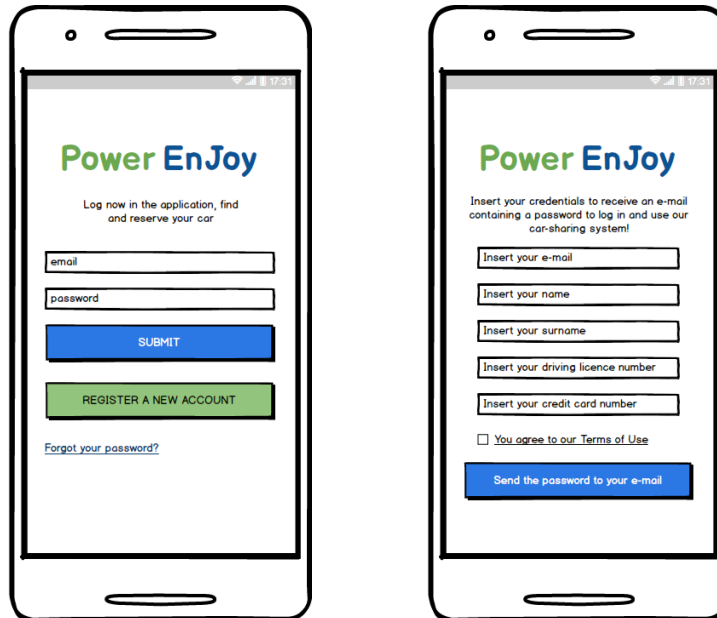 17:31
Power EnJoy
Log now in the application, find
and reserve your car
email
password
SUBMIT
REGISTER A NEW ACCOUNT
Forgot your password?
17:31
Power EnJoy
Insert your credentials to receive an e-mail
containing a password to log in and use our
car-sharing system!
Insert your e-mail
Insert your name
Insert your surname
Insert your driving licence number
Insert your credit card number
You agree to our Terms of Use
Send the password to your e-mail